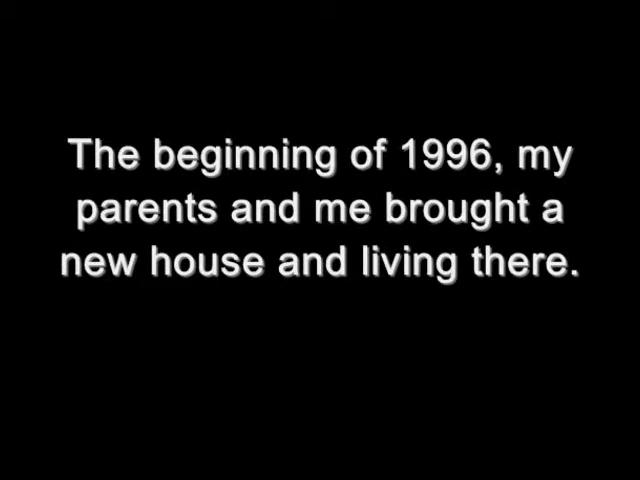 The beginning of 1996, my
parents and me brought a
new house and living there.